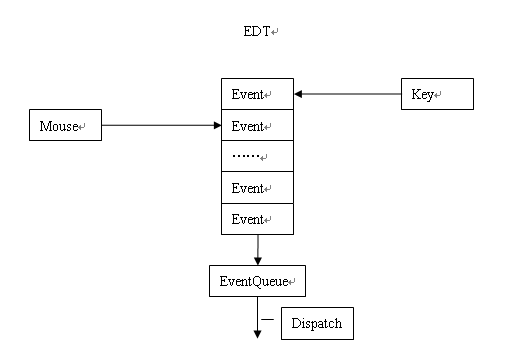 EDT
Event
Key
Mouse
Event
......
Event
Event
EventQueue
Dispatch